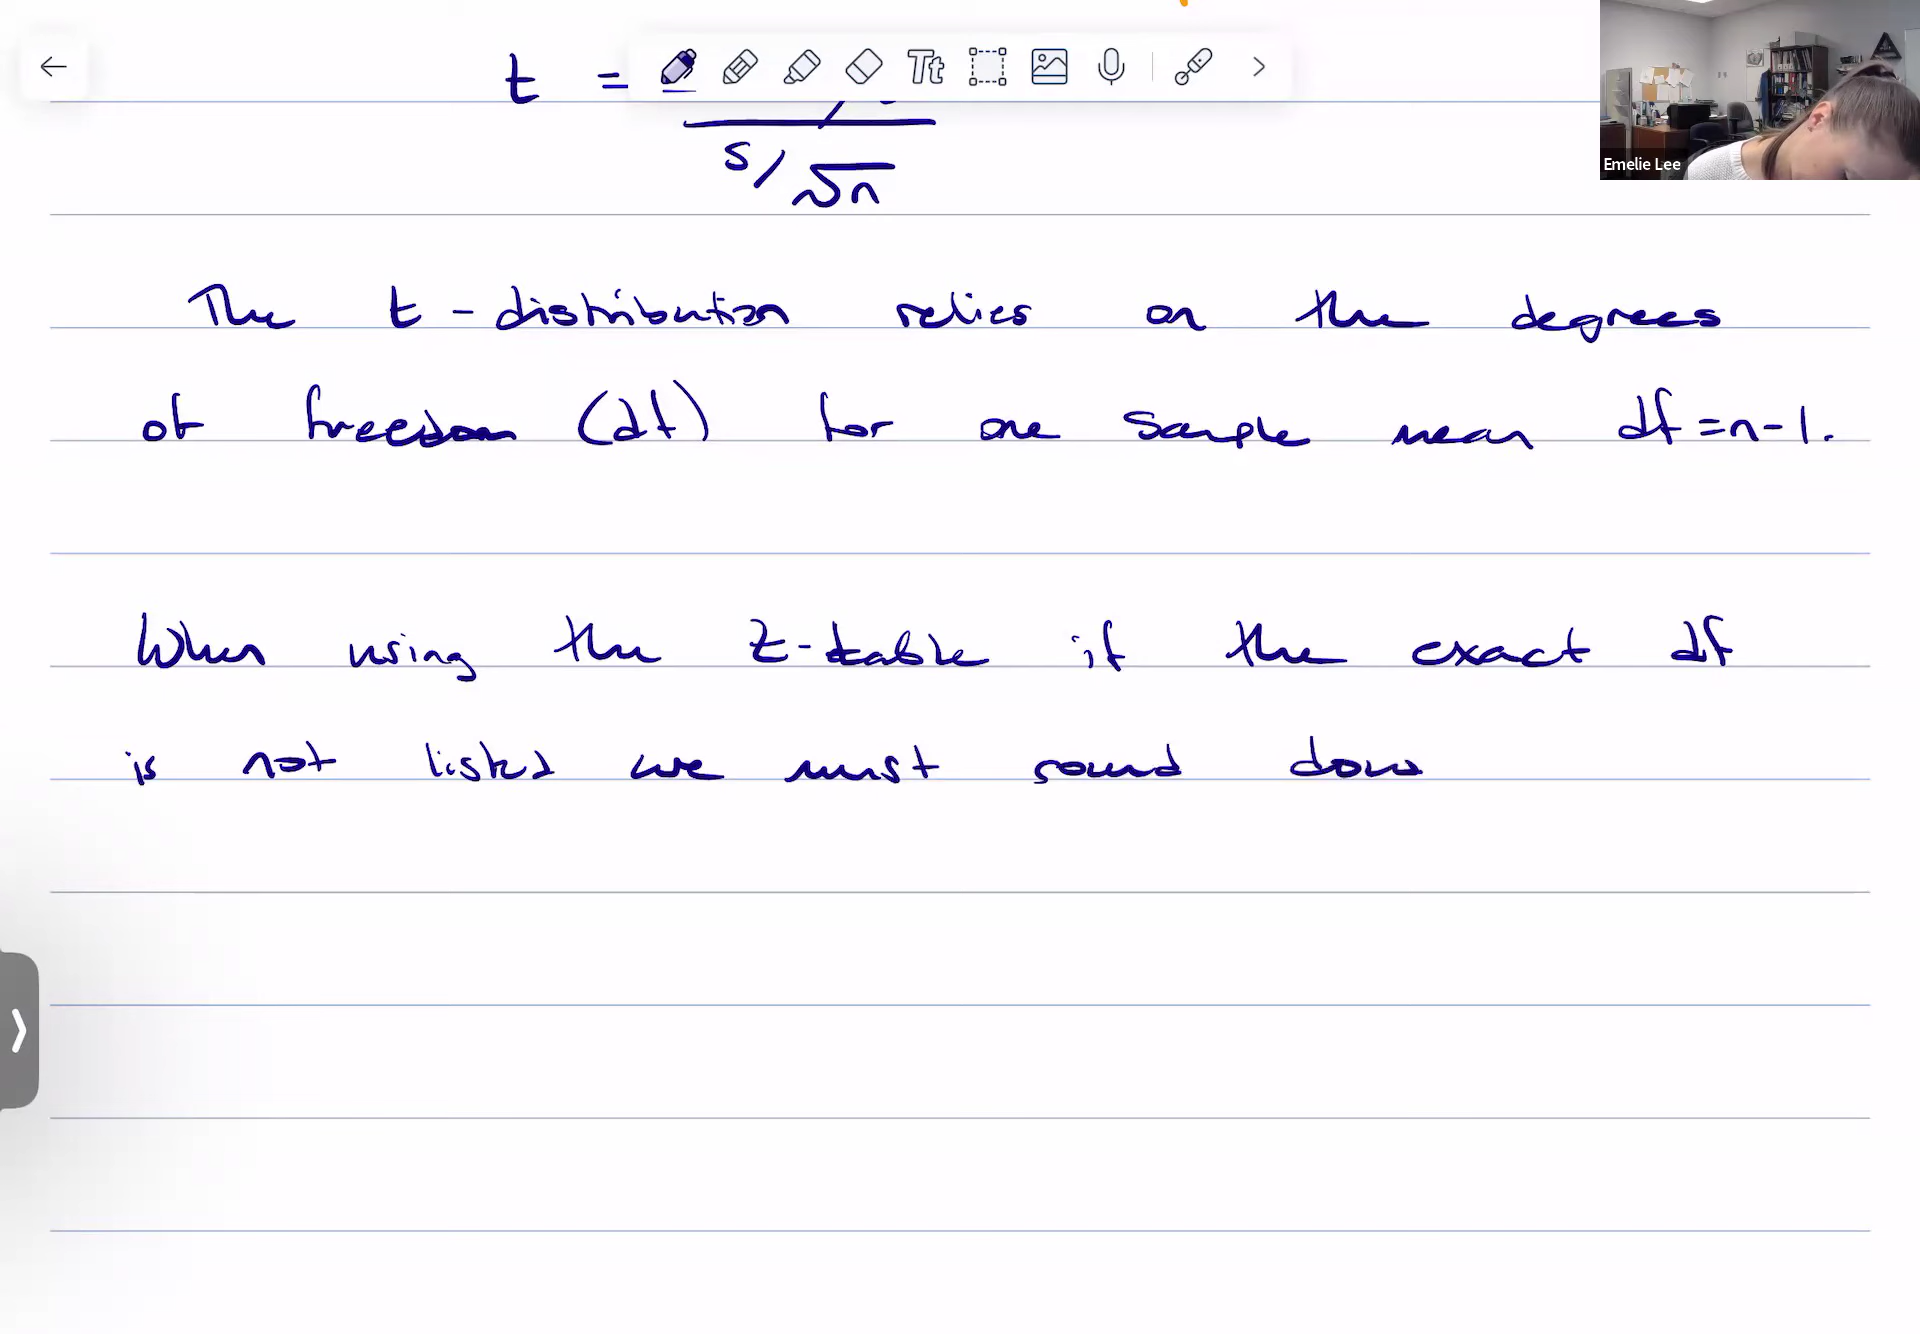 t =
s/√n
Emelie Lee
The t-distribution relies on the degrees
of freedom (df) for one sample mean df=n-1.
When using the z-table if the exact df
is not listed we must round down